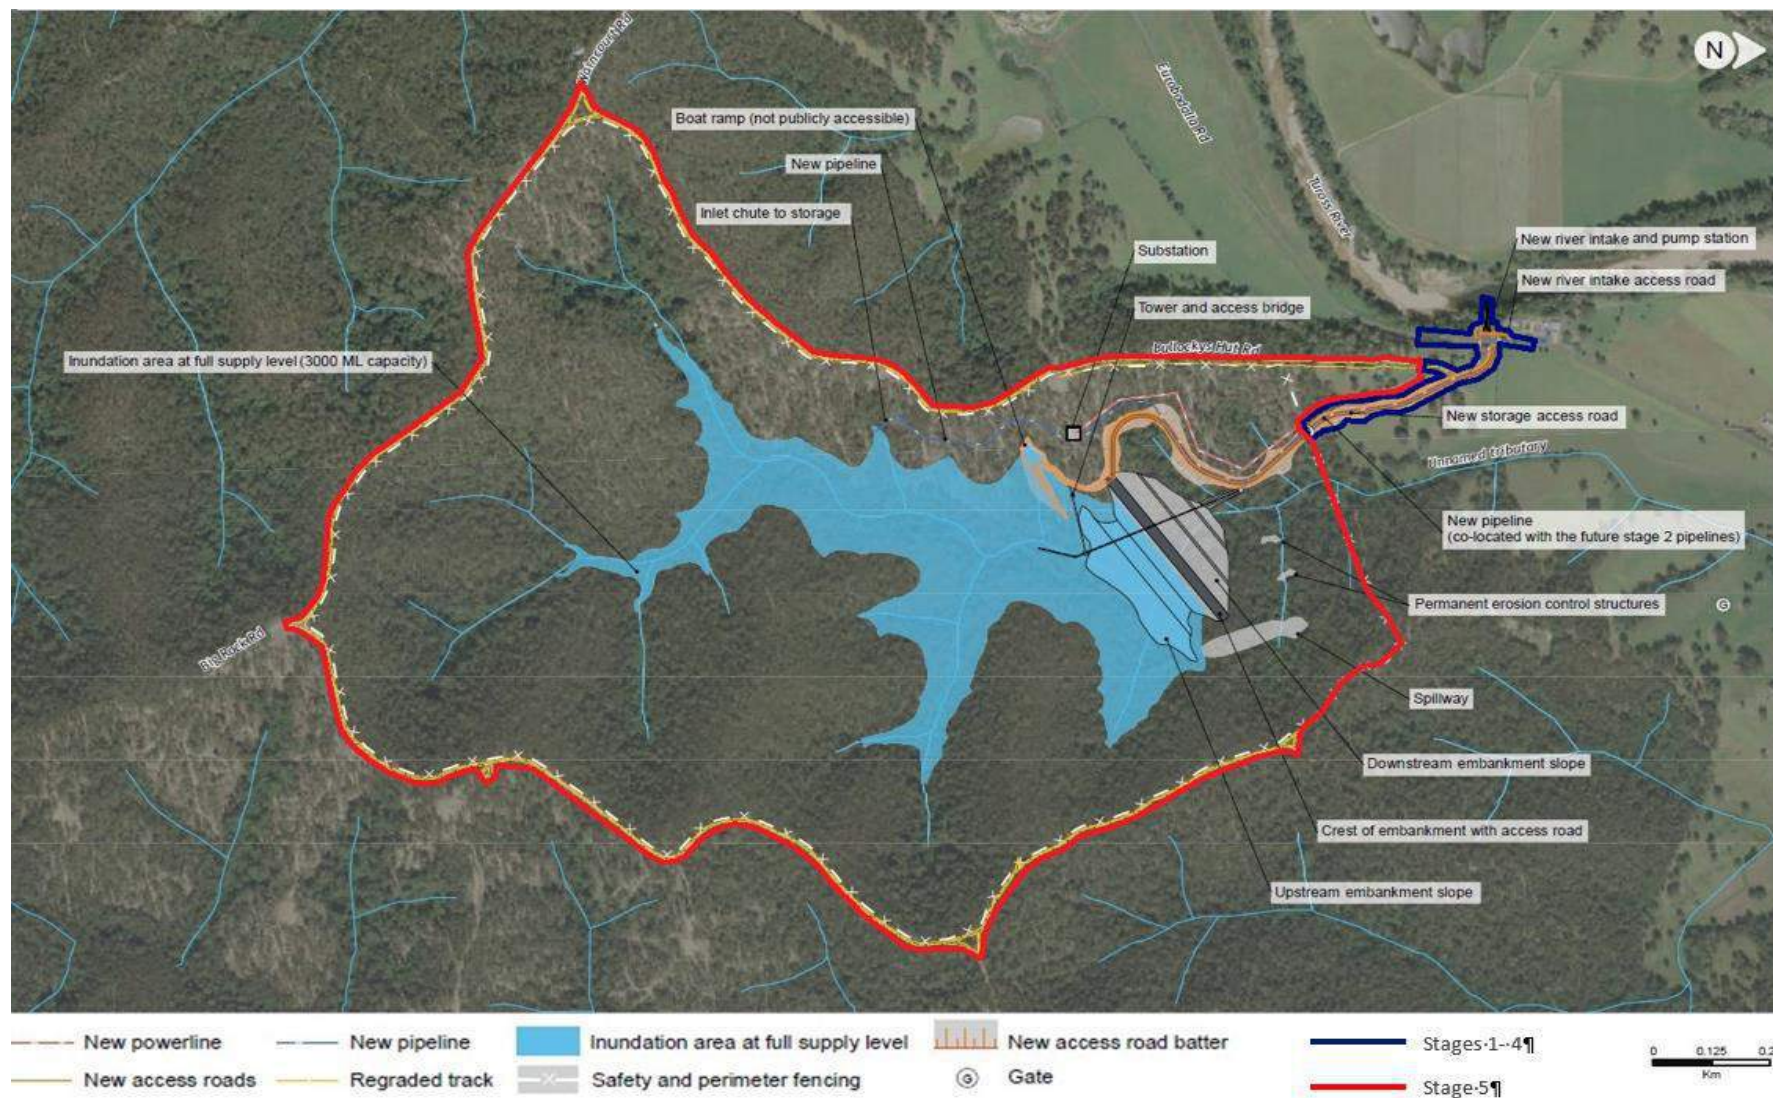 Waincourt Rd
N
Eurobodalla Rd
Boat ramp (not publicly accessible)
New pipeline
Tuross River
Inlet chute to storage
New river intake and pump station
Substation
New river intake access road
Tower and access bridge
Bullockys Hut Rd
Inundation area at full supply level (3000 ML capacity)
New storage access road
Unnamed tributary
New pipeline
(co-located with the future stage 2 pipelines)
Permanent erosion control structures
G
Big Rock Rd
Spillway
Downstream embankment slope
Crest of embankment with access road
Upstream embankment slope
New powerline
New pipeline
Inundation area at full supply level
New access road batter
Stages·1-·4¶
New access roads
Regraded track
Safety and perimeter fencing
G
Gate
Stage·5¶
0 0.125
Km